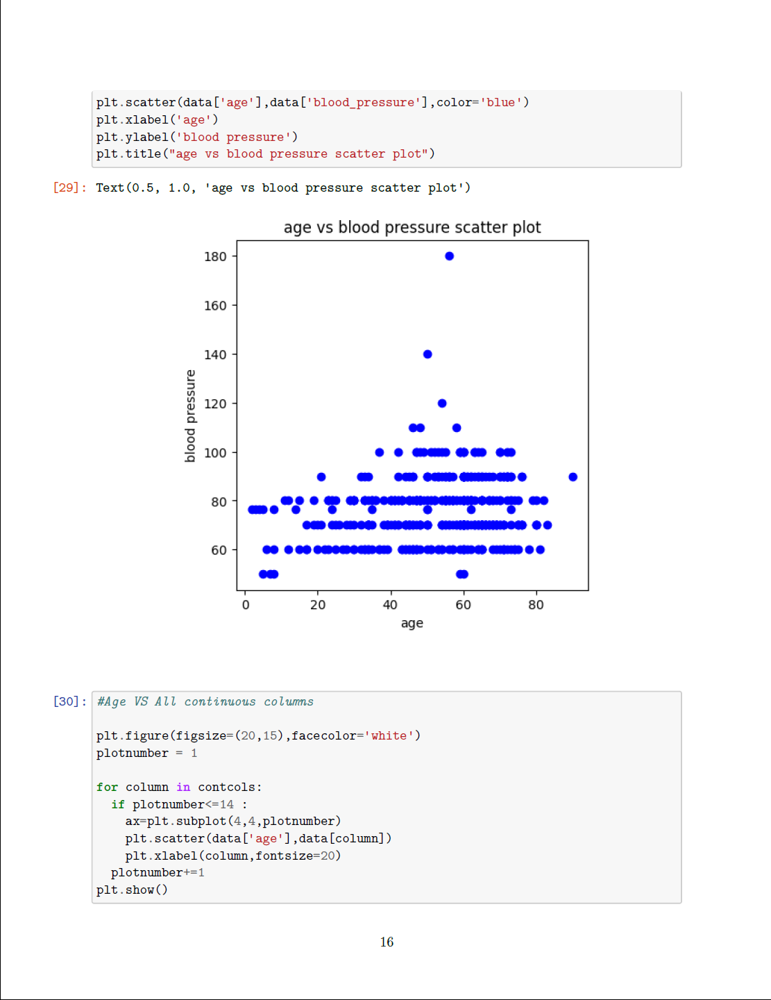 plt.scatter(data['age'],data['blood_pressure'],color='blue')
plt.xlabel('age')
plt.ylabel('blood pressure')
plt.title("age vs blood pressure scatter plot")
[29]: Text(0.5, 1.0, 'age vs blood pressure scatter plot')
age vs blood pressure scatter plot
180
160
140
120
100
80
60
blood pressure
0 20 40 60 80
age
[30]: #Age VS All continuous columns
plt.figure(figsize=(20,15),facecolor='white')
plotnumber = 1
for column in contcols:
  if plotnumber<=14 :
    ax=plt.subplot(4,4,plotnumber)
    plt.scatter(data['age'],data[column])
    plt.xlabel(column,fontsize=20)
  plotnumber+=1
plt.show()
16